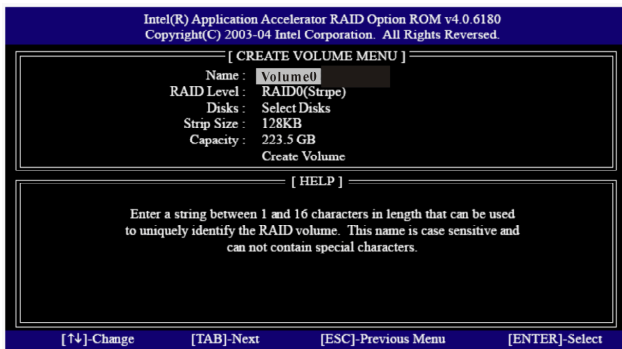 Intel(R) Application Accelerator RAID Option ROM v4.0.6180
Copyright(C) 2003-04 Intel Corporation. All Rights Reversed.
[ CREATE VOLUME MENU ]
Name : Volume0
RAID Level : RAID0(Stripe)
Disks : Select Disks
Strip Size : 128KB
Capacity : 223.5 GB
Create Volume
[ HELP ]
Enter a string between 1 and 16 characters in length that can be used
to uniquely identify the RAID volume. This name is case sensitive and
can not contain special characters.
[↑↓]-Change [TAB]-Next [ESC]-Previous Menu [ENTER]-Select